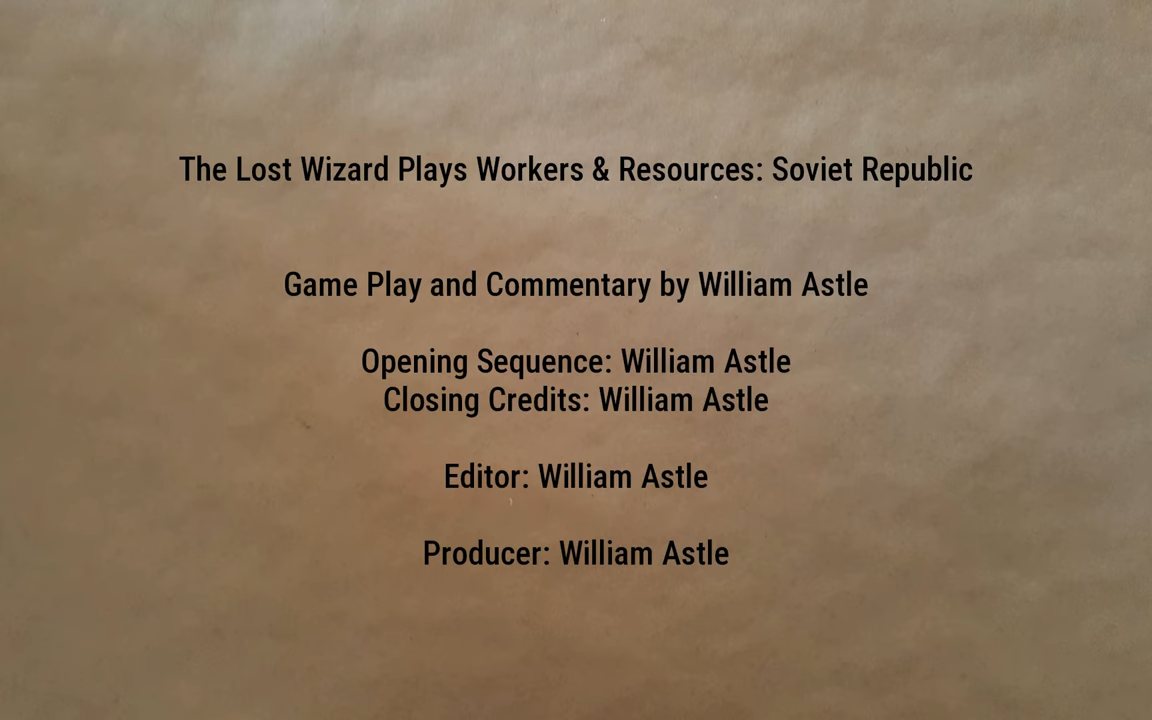 The Lost Wizard Plays Workers & Resources: Soviet Republic
Game Play and Commentary by William Astle
Opening Sequence: William Astle
Closing Credits: William Astle
Editor: William Astle
Producer: William Astle